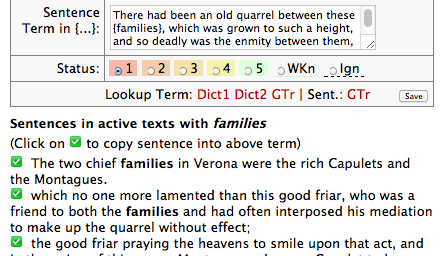 Sentence
Term in {...}:
There had been an old quarrel between these
{families}, which was grown to such a height,
and so deadly was the enmity between them,
Status: 1 2 3 4 5 WKn Ign
Lookup Term: Dict1 Dict2 GTr | Sent.: GTr Save
Sentences in active texts with families
(Click on ✅ to copy sentence into above term)
✅ The two chief families in Verona were the rich Capulets and
the Montagues.
✅ which no one more lamented than this good friar, who was a
friend to both the families and had often interposed his mediation
to make up the quarrel without effect;
✅ the good friar praying the heavens to smile upon that act, and